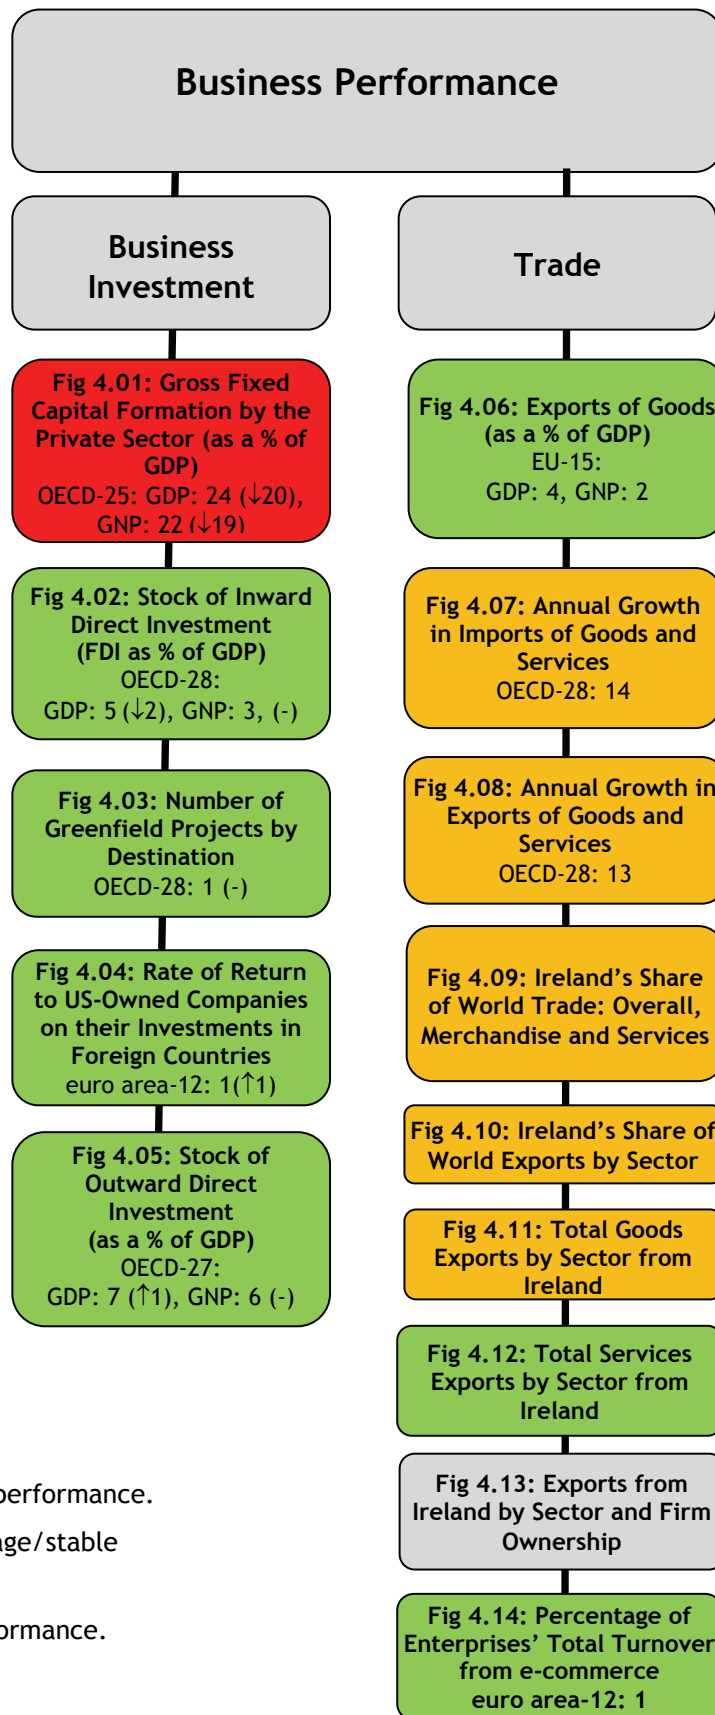 Business Performance
Business
Investment
Fig 4.01: Gross Fixed
Capital Formation by the
Private Sector (as a % of
GDP)
OECD-25: GDP: 24 (↓20),
GNP: 22 (↓19)
Fig 4.02: Stock of Inward
Direct Investment
(FDI as % of GDP)
OECD-28:
GDP: 5 (↓2), GNP: 3, (-)
Fig 4.03: Number of
Greenfield Projects by
Destination
OECD-28: 1 (-)
Fig 4.04: Rate of Return
to US-Owned Companies
on their Investments in
Foreign Countries
euro area-12: 1(↑1)
Fig 4.05: Stock of
Outward Direct
Investment
(as a % of GDP)
OECD-27:
GDP: 7 (↑1), GNP: 6 (-)
Trade
Fig 4.06: Exports of Goods
(as a % of GDP)
EU-15:
GDP: 4, GNP: 2
Fig 4.07: Annual Growth
in Imports of Goods and
Services
OECD-28: 14
Fig 4.08: Annual Growth in
Exports of Goods and
Services
OECD-28: 13
Fig 4.09: Ireland’s Share
of World Trade: Overall,
Merchandise and Services
Fig 4.10: Ireland’s Share of
World Exports by Sector
Fig 4.11: Total Goods
Exports by Sector from
Ireland
Fig 4.12: Total Services
Exports by Sector from
Ireland
Fig 4.13: Exports from
Ireland by Sector and Firm
Ownership
Fig 4.14: Percentage of
Enterprises’ Total Turnover
from e-commerce
euro area-12: 1
performance.
age/stable
ormance.